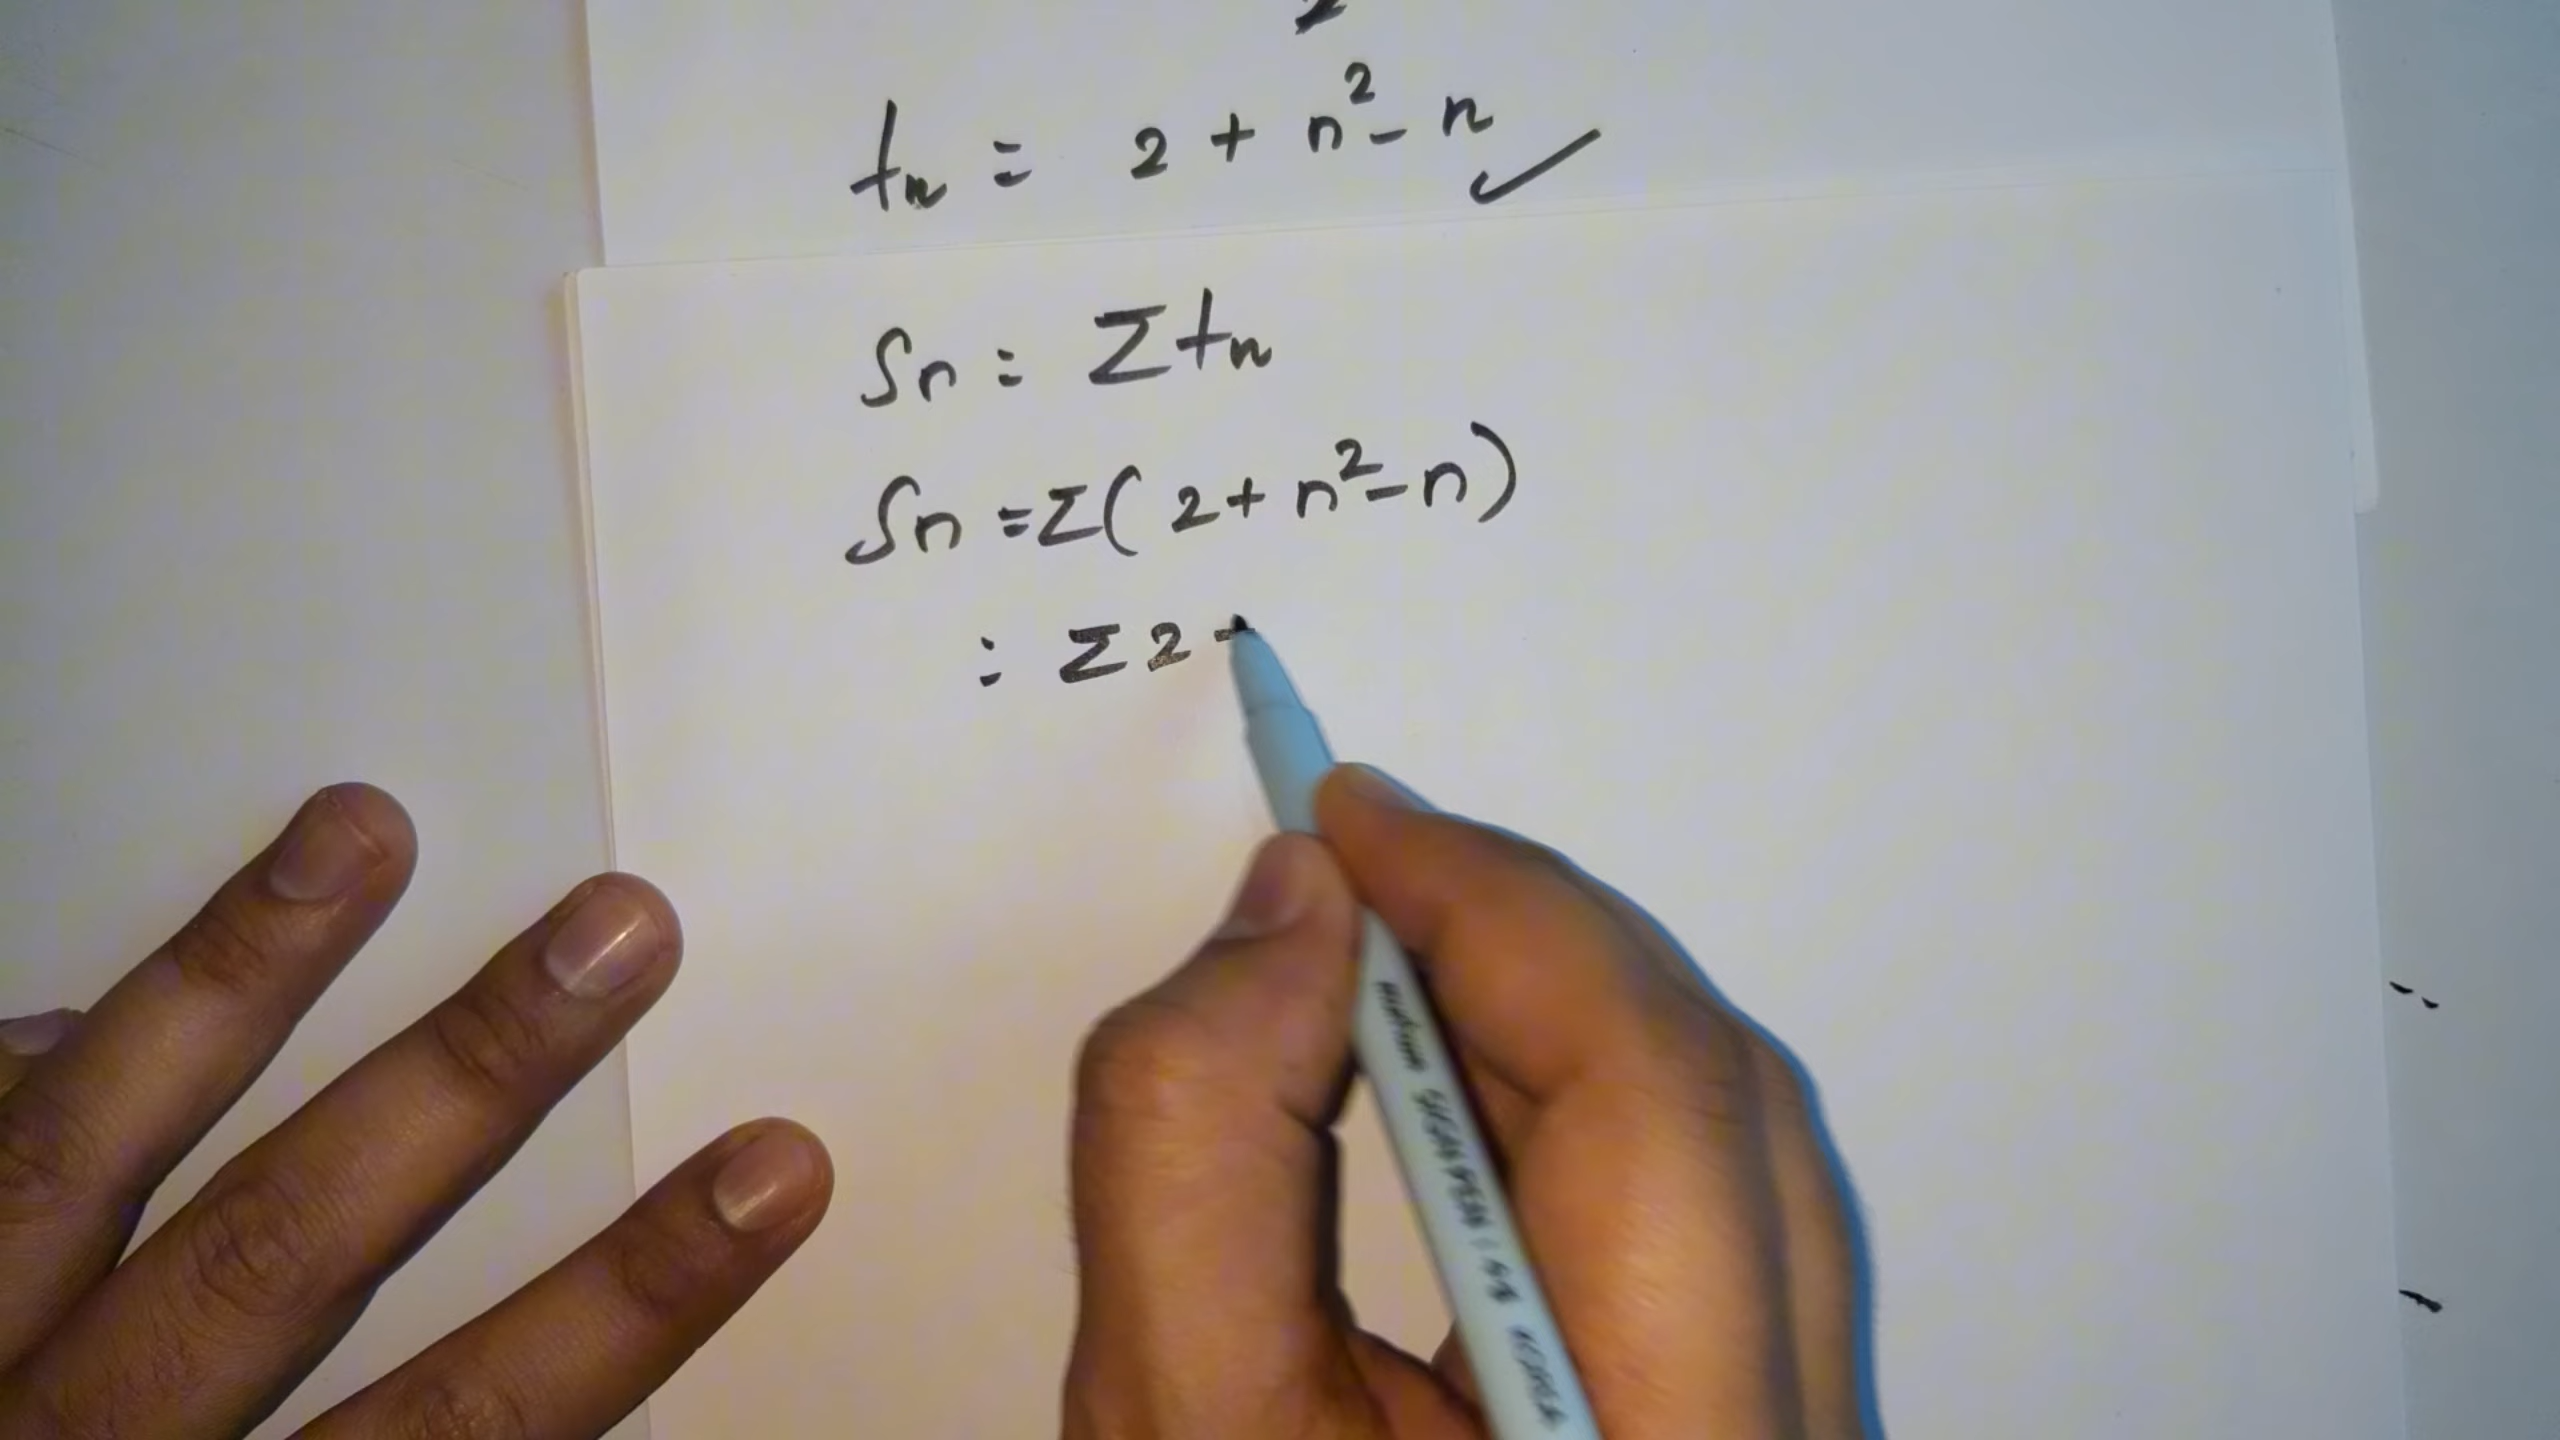 tn = 2 + n² - n ✓
Sn = Σtn
Sn = Σ(2 + n² - n)
= Σ2